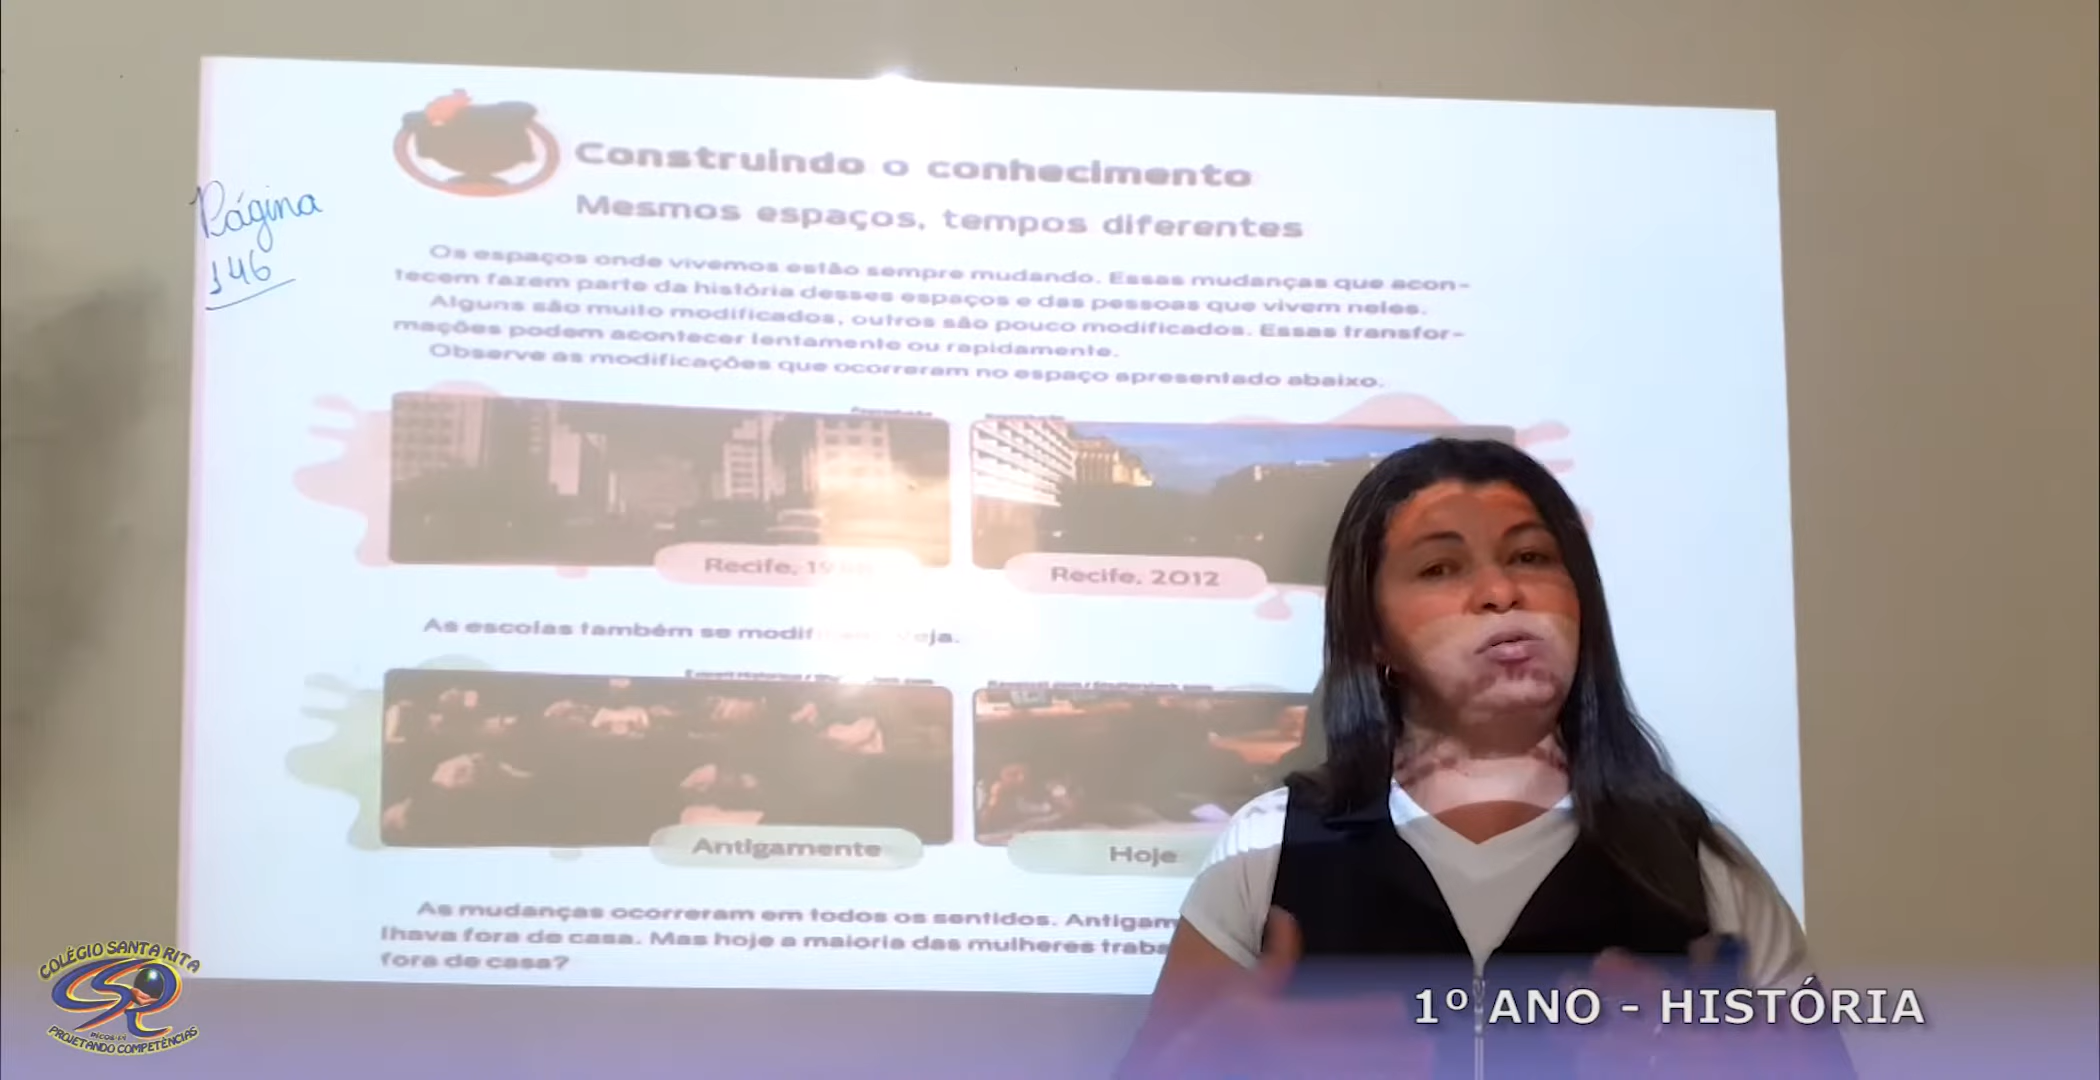 Construindo o conhecimento
Mesmos espaços, tempos diferentes
Página
146
Os espaços onde vivemos estão sempre mudando. Essas mudanças que acon-
tecem fazem parte da história desses espaços e das pessoas que vivem neles.
Alguns são muito modificados, outros são pouco modificados. Essas transfor-
mações podem acontecer lentamente ou rapidamente.
Observe as modificações que ocorreram no espaço apresentado abaixo.
Recife,
Recife, 2012
As escolas também se
Antigamente
Hoje
As mudanças ocorreram em todos os sentidos.
lhava fora de casa. Mas hoje a maioria das mulheres
fora de casa?
COLÉGIO SANTA RITA
PROJETANDO COMPETÊNCIAS
1º ANO - HISTÓRIA